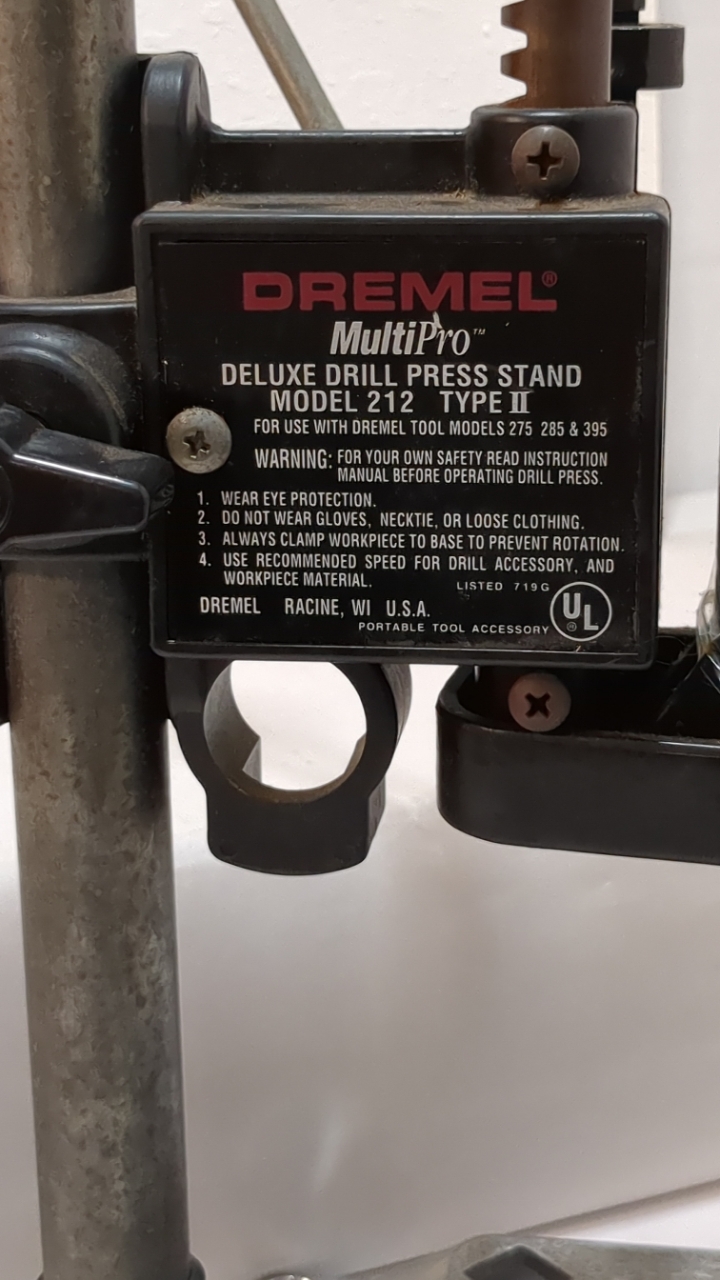 DREMEL®
MultiPro™
DELUXE DRILL PRESS STAND
MODEL 212 TYPE II
FOR USE WITH DREMEL TOOL MODELS 275 285 & 395
WARNING: FOR YOUR OWN SAFETY READ INSTRUCTION
MANUAL BEFORE OPERATING DRILL PRESS.
1. WEAR EYE PROTECTION.
2. DO NOT WEAR GLOVES, NECKTIE, OR LOOSE CLOTHING.
3. ALWAYS CLAMP WORKPIECE TO BASE TO PREVENT ROTATION.
4. USE RECOMMENDED SPEED FOR DRILL ACCESSORY, AND
WORKPIECE MATERIAL.
LISTED 719G
DREMEL RACINE, WI U.S.A.
UL®
PORTABLE TOOL ACCESSORY